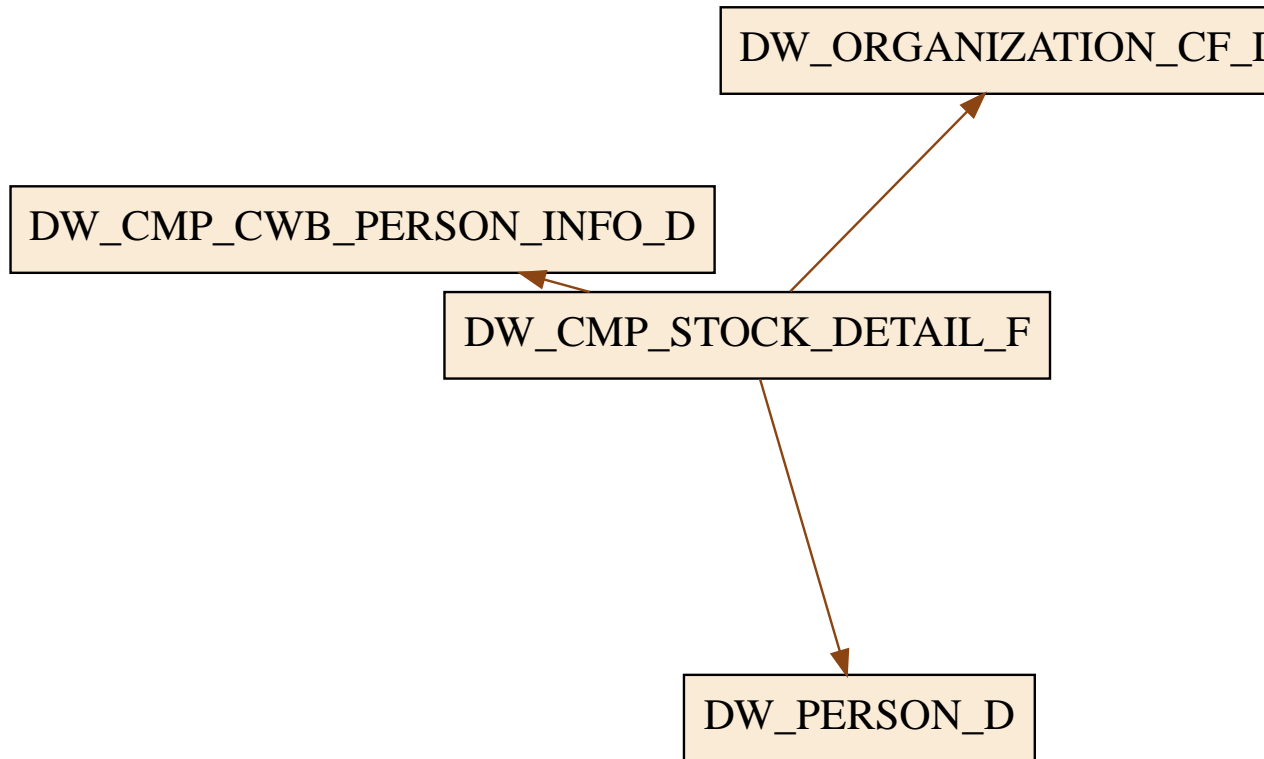 DW_ORGANIZATION_CF_
DW_CMP_CWB_PERSON_INFO_D
DW_CMP_STOCK_DETAIL_F
DW_PERSON_D